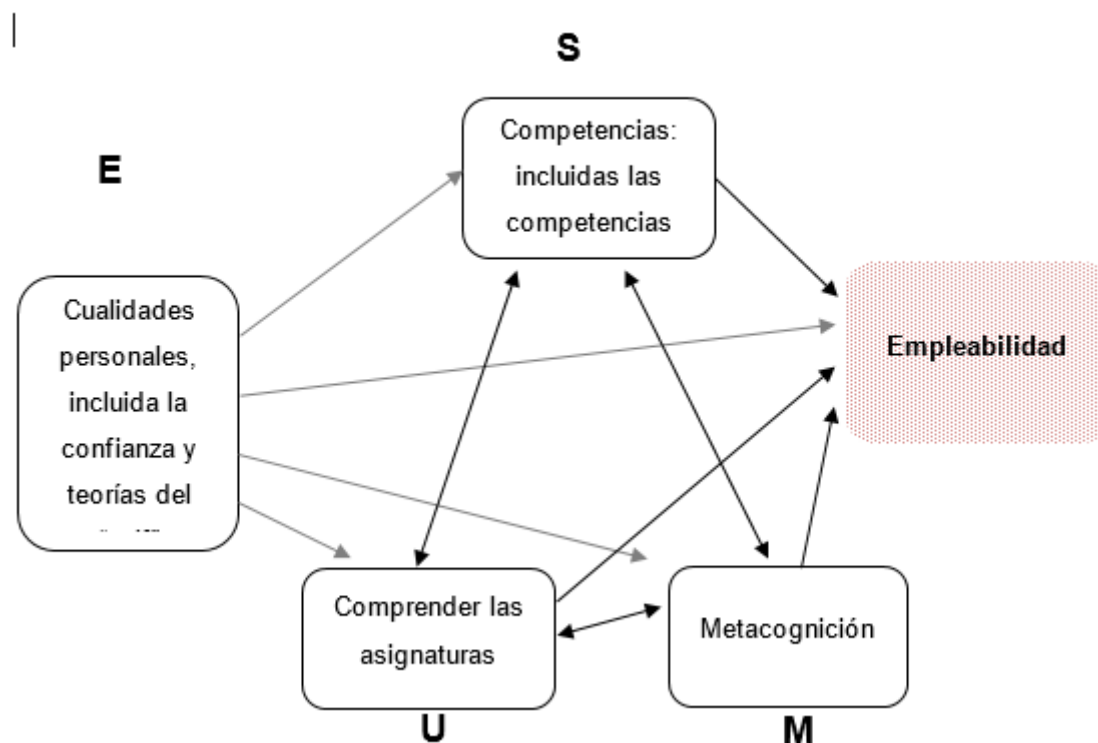 S
Competencias:
incluidas las
competencias
E
Cualidades
personales,
incluida la
confianza y
teorías del
Empleabilidad
Comprender las
asignaturas
Metacognición
U
M